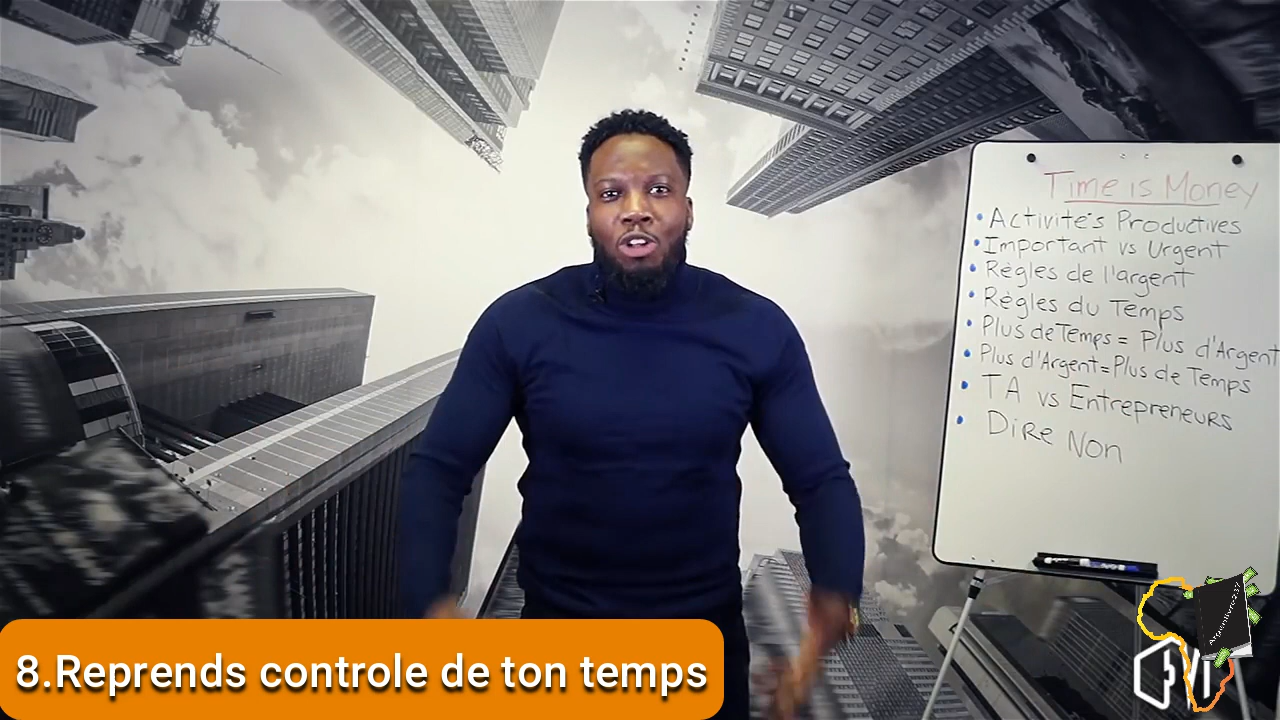 Time is Money
Activités Productives
Important vs Urgent
Règles de l'argent
Règles du Temps
Plus de Temps = Plus d'Argent
Plus d'Argent = Plus de Temps
TA vs Entrepreneurs
Dire Non
8.Reprends controle de ton temps